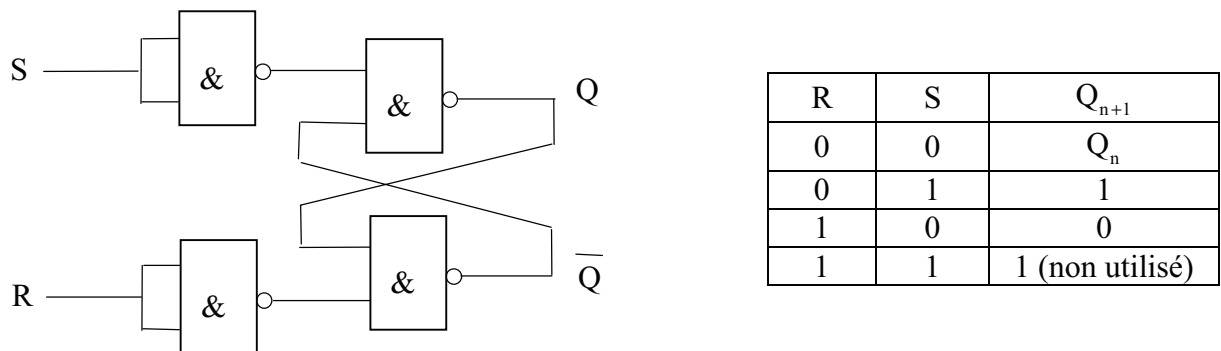 S
&
&
Q
R
&
&
Q̅
R S Qₙ₊₁
0 0 Qₙ
0 1 1
1 0 0
1 1 1 (non utilisé)